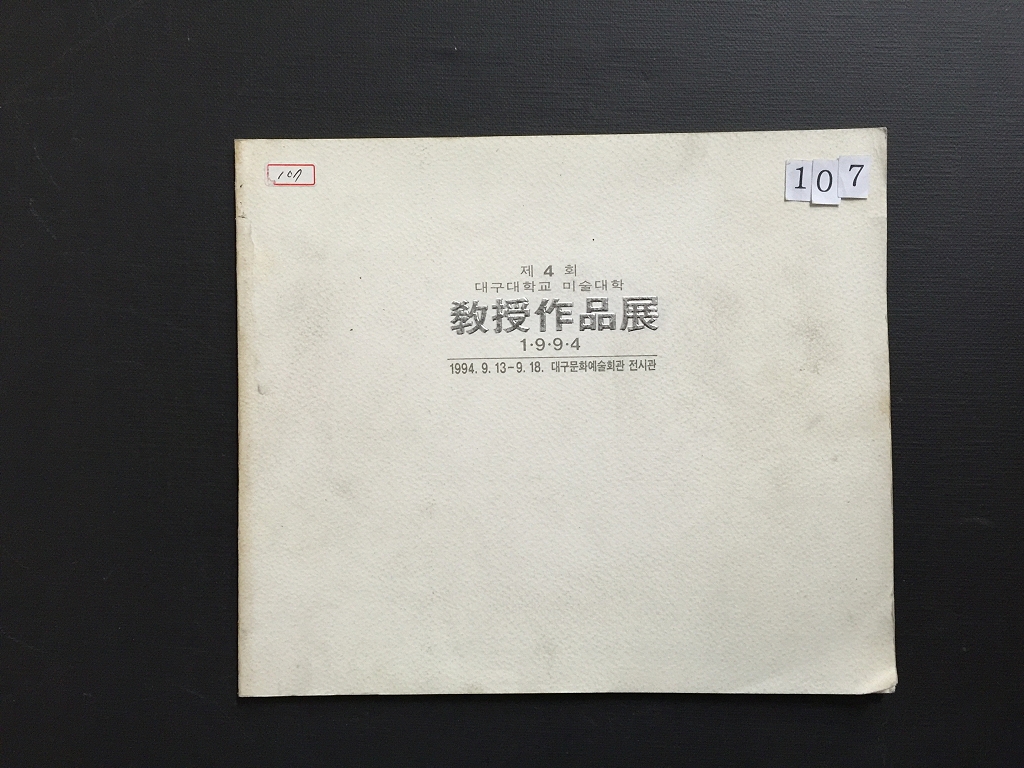 107
107
제 4 회
대구대학교 미술대학
敎授作品展
1·9·9·4
1994. 9. 13-9. 18. 대구문화예술회관 전시관